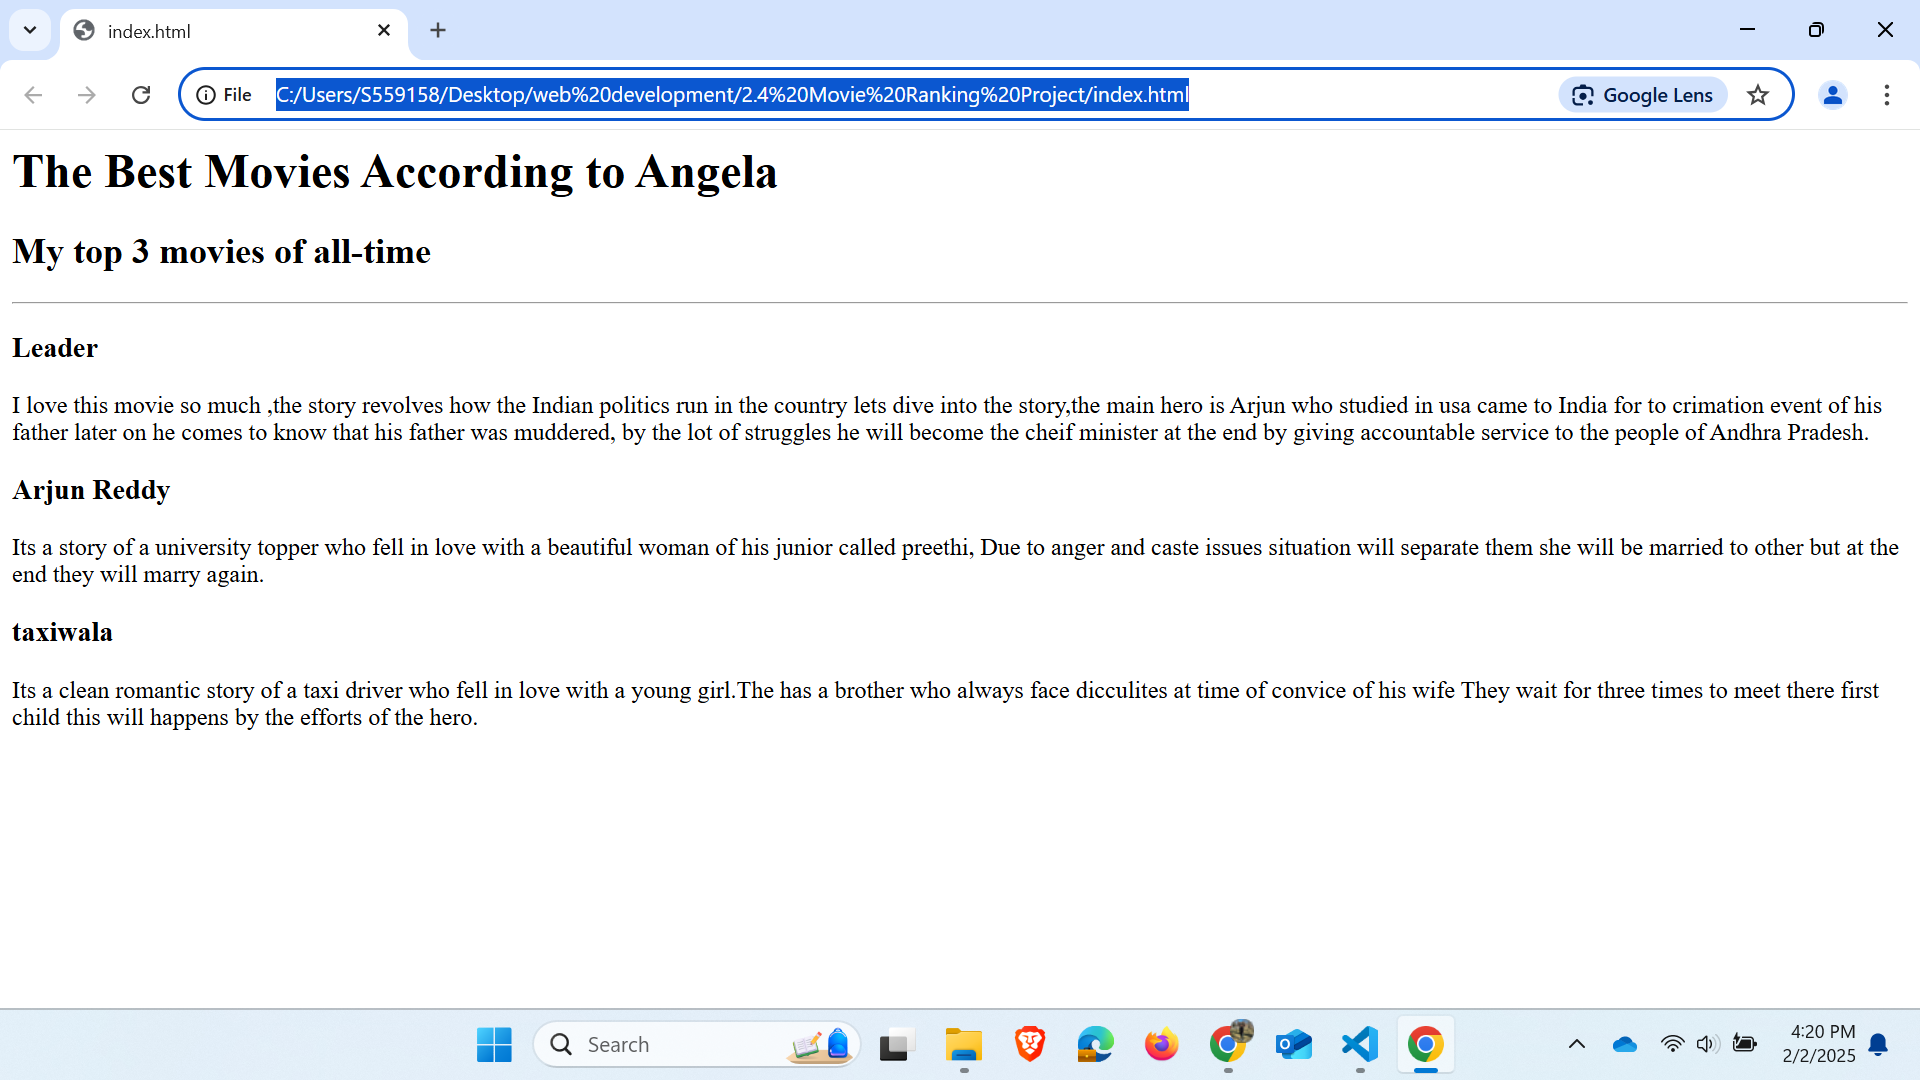 index.html
File
C:/Users/S559158/Desktop/web%20development/2.4%20Movie%20Ranking%20Project/index.html
Google Lens
The Best Movies According to Angela
My top 3 movies of all-time
Leader
I love this movie so much ,the story revolves how the Indian politics run in the country lets dive into the story,the main hero is Arjun who studied in usa came to India for to crimation event of his
father later on he comes to know that his father was muddered, by the lot of struggles he will become the cheif minister at the end by giving accountable service to the people of Andhra Pradesh.
Arjun Reddy
Its a story of a university topper who fell in love with a beautiful woman of his junior called preethi, Due to anger and caste issues situation will separate them she will be married to other but at the
end they will marry again.
taxiwala
Its a clean romantic story of a taxi driver who fell in love with a young girl.The has a brother who always face dicculites at time of convice of his wife They wait for three times to meet there first
child this will happens by the efforts of the hero.
Search
4:20 PM
2/2/2025